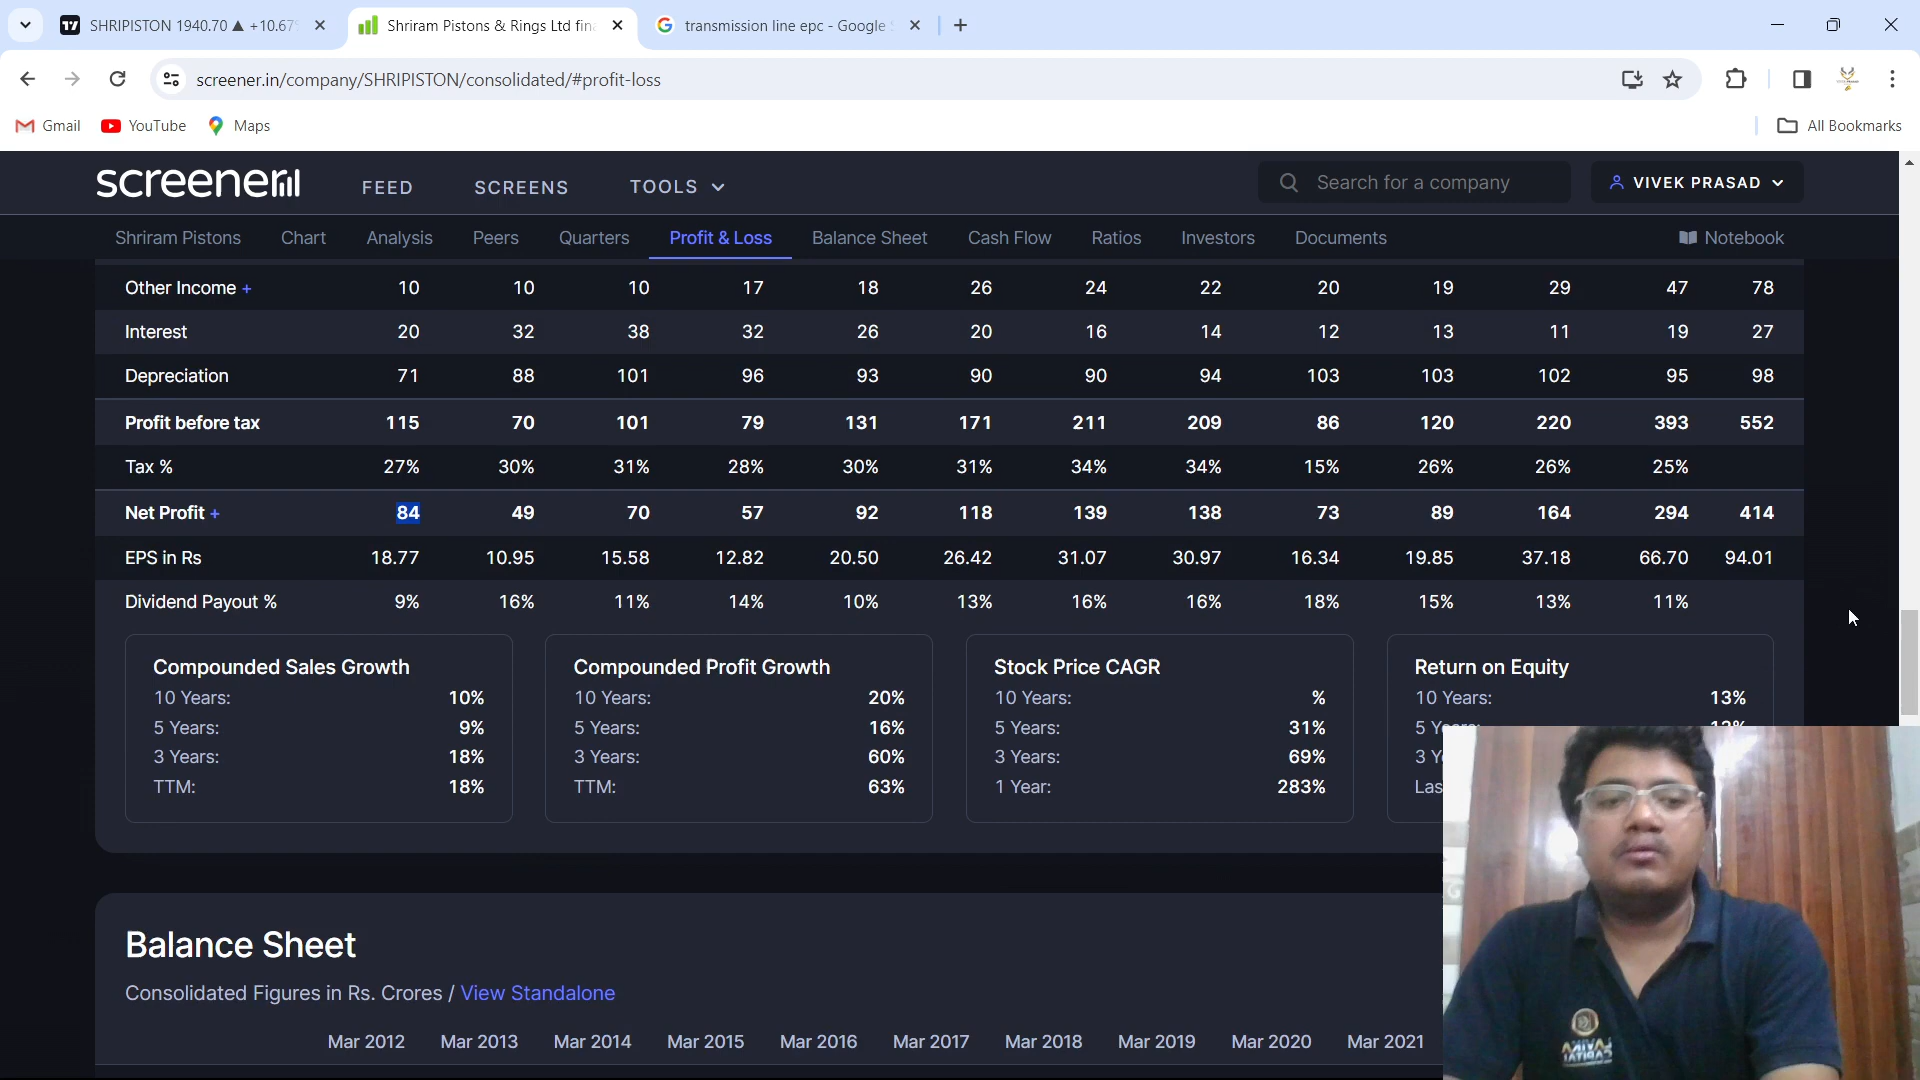 SHRIPISTON 1940.70 ▲ +10.67%
Shriram Pistons & Rings Ltd fin
transmission line epc - Google
screener.in/company/SHRIPISTON/consolidated/#profit-loss
Gmail YouTube Maps All Bookmarks
screener FEED SCREENS TOOLS Search for a company VIVEK PRASAD
Shriram Pistons Chart Analysis Peers Quarters Profit & Loss Balance Sheet Cash Flow Ratios Investors Documents Notebook
Other Income + 10 10 10 17 18 26 24 22 20 19 29 47 78
Interest 20 32 38 32 26 20 16 14 12 13 11 19 27
Depreciation 71 88 101 96 93 90 90 94 103 103 102 95 98
Profit before tax 115 70 101 79 131 171 211 209 86 120 220 393 552
Tax % 27% 30% 31% 28% 30% 31% 34% 34% 15% 26% 26% 25%
Net Profit + 84 49 70 57 92 118 139 138 73 89 164 294 414
EPS in Rs 18.77 10.95 15.58 12.82 20.50 26.42 31.07 30.97 16.34 19.85 37.18 66.70 94.01
Dividend Payout % 9% 16% 11% 14% 10% 13% 16% 16% 18% 15% 13% 11%
Compounded Sales Growth
10 Years: 10%
5 Years: 9%
3 Years: 18%
TTM: 18%
Compounded Profit Growth
10 Years: 20%
5 Years: 16%
3 Years: 60%
TTM: 63%
Stock Price CAGR
10 Years: %
5 Years: 31%
3 Years: 69%
1 Year: 283%
Return on Equity
10 Years: 13%
5
3 Y
Las
Balance Sheet
Consolidated Figures in Rs. Crores / View Standalone
Mar 2012 Mar 2013 Mar 2014 Mar 2015 Mar 2016 Mar 2017 Mar 2018 Mar 2019 Mar 2020 Mar 2021